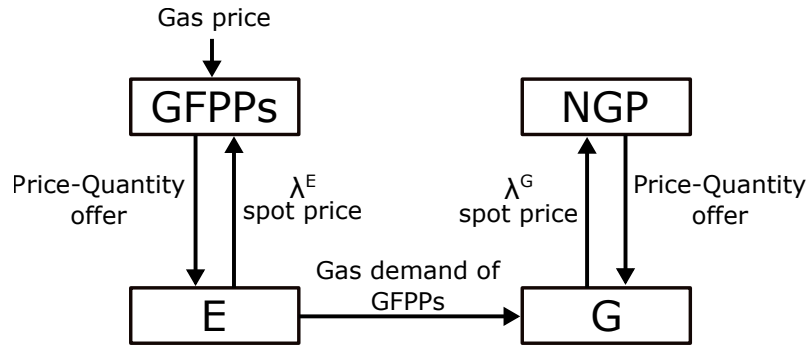 Gas price
GFPPs
NGP
Price-Quantity
offer
λᴱ
spot price
λᴳ
spot price
Price-Quantity
offer
Gas demand of
GFPPs
E
G